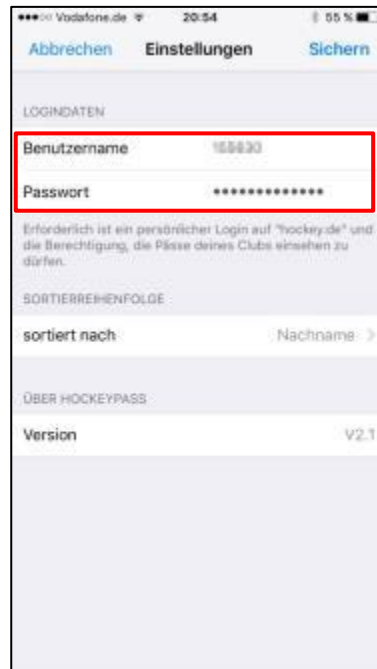 Vodafone.de 20:54 55 %
Abbrechen Einstellungen Sichern
LOGINDATEN
Benutzername
Passwort •••••••••••••
Erforderlich ist ein persönlicher Login auf "hockey.de" und
die Berechtigung, die Pässe deines Clubs einsehen zu
dürfen.
SORTIERREIHENFOLGE
sortiert nach Nachname
ÜBER HOCKEYPASS
Version V2.1